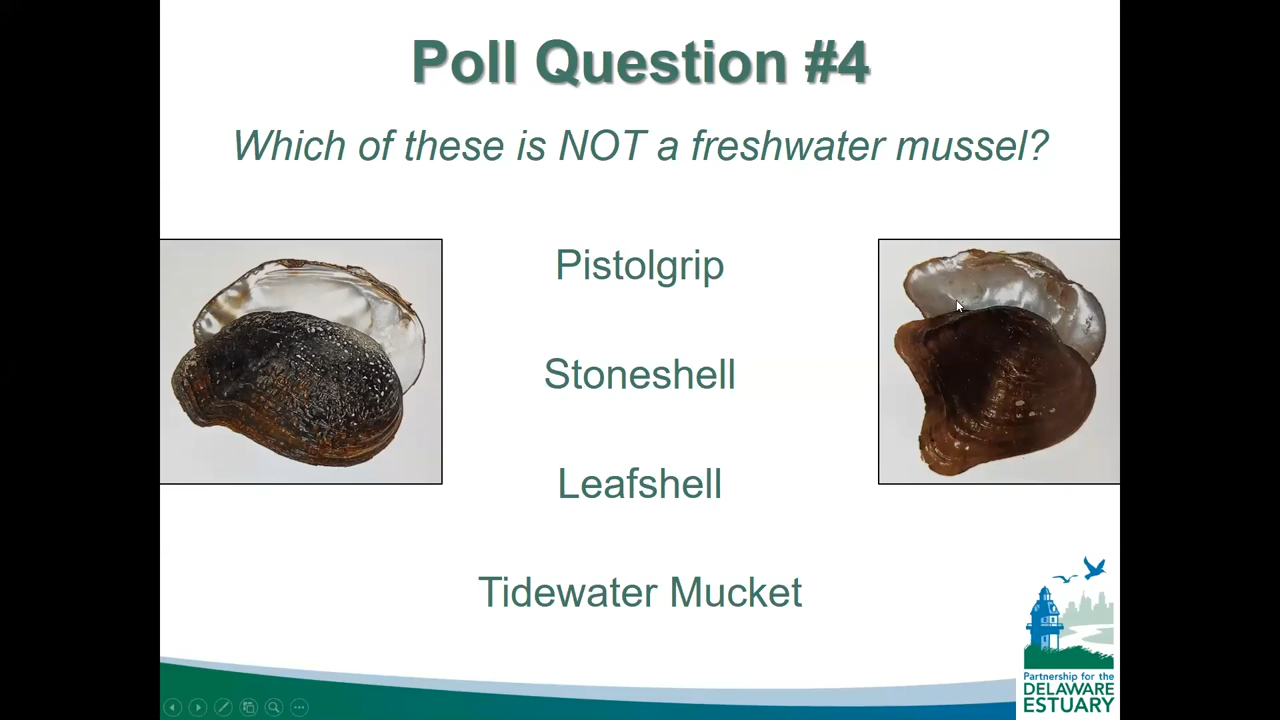 Poll Question #4
Which of these is NOT a freshwater mussel?
Pistolgrip
Stoneshell
Leafshell
Tidewater Mucket
Partnership for the
DELAWARE
ESTUARY